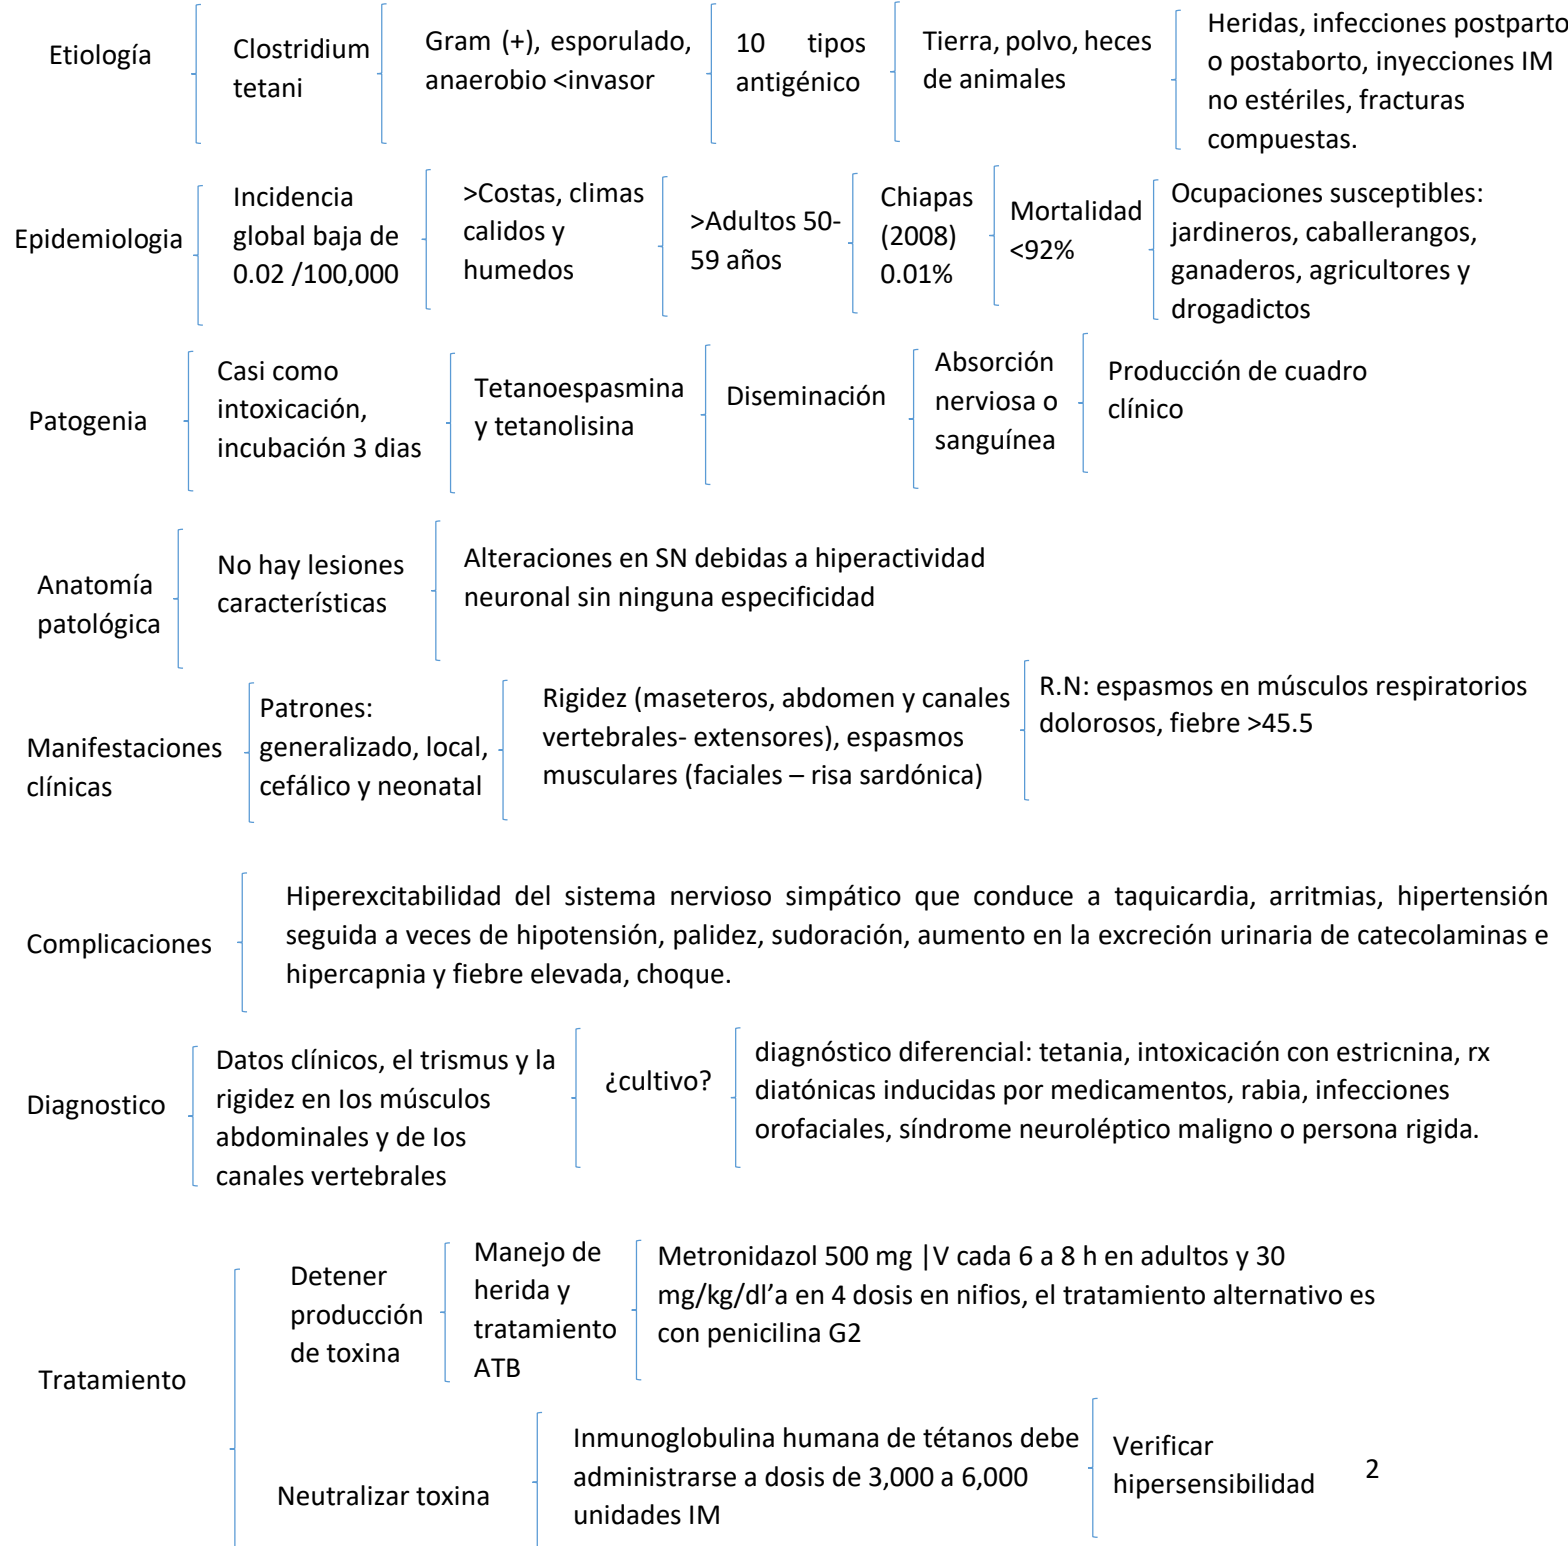 Etiología
Clostridium
tetani
Gram (+), esporulado,
anaerobio <invasor
10 tipos
antigénico
Tierra, polvo, heces
de animales
Heridas, infecciones postparto
o postaborto, inyecciones IM
no estériles, fracturas
compuestas.
Epidemiologia
Incidencia
global baja de
0.02 /100,000
>Costas, climas
calidos y
humedos
>Adultos 50-
59 años
Chiapas
(2008)
0.01%
Mortalidad
<92%
Ocupaciones susceptibles:
jardineros, caballerangos,
ganaderos, agricultores y
drogadictos
Patogenia
Casi como
intoxicación,
incubación 3 dias
Tetanoespasmina
y tetanolisina
Diseminación
Absorción
nerviosa o
sanguínea
Producción de cuadro
clínico
Anatomía
patológica
No hay lesiones
características
Alteraciones en SN debidas a hiperactividad
neuronal sin ninguna especificidad
Manifestaciones
clínicas
Patrones:
generalizado, local,
cefálico y neonatal
Rigidez (maseteros, abdomen y canales
vertebrales- extensores), espasmos
musculares (faciales – risa sardónica)
R.N: espasmos en músculos respiratorios
dolorosos, fiebre >45.5
Complicaciones
Hiperexcitabilidad del sistema nervioso simpático que conduce a taquicardia, arritmias, hipertensión
seguida a veces de hipotensión, palidez, sudoración, aumento en la excreción urinaria de catecolaminas e
hipercapnia y fiebre elevada, choque.
Diagnostico
Datos clínicos, el trismus y la
rigidez en Ios músculos
abdominales y de Ios
canales vertebrales
¿cultivo?
diagnóstico diferencial: tetania, intoxicación con estricnina, rx
diatónicas inducidas por medicamentos, rabia, infecciones
orofaciales, síndrome neuroléptico maligno o persona rigida.
Tratamiento
Detener
producción
de toxina
Manejo de
herida y
tratamiento
ATB
Metronidazol 500 mg |V cada 6 a 8 h en adultos y 30
mg/kg/dl’a en 4 dosis en nifios, el tratamiento alternativo es
con penicilina G2
Neutralizar toxina
Inmunoglobulina humana de tétanos debe
administrarse a dosis de 3,000 a 6,000
unidades IM
Verificar
hipersensibilidad
2